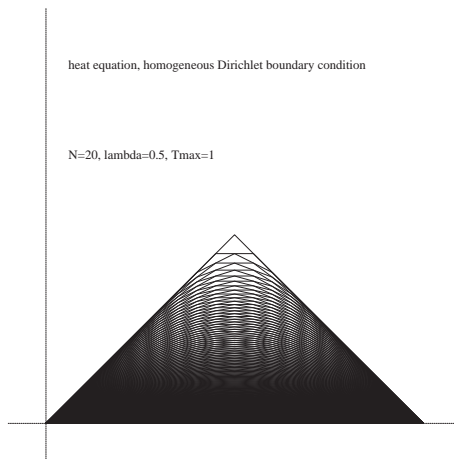 heat equation, homogeneous Dirichlet boundary condition
N=20, lambda=0.5, Tmax=1